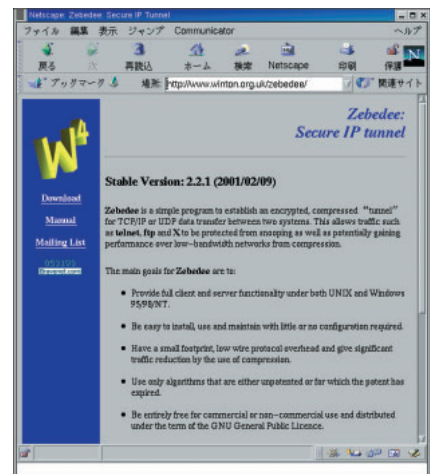 Netscape: Zebedee: Secure IP Tunnel
ファイル 編集 表示 ジャンプ Communicator ヘルプ
戻る 次 再読込 ホーム 検索 Netscape 印刷 保護 N
ブックマーク 場所: http://www.winton.org.uk/zebedee/ 関連サイト
W4
Download
Manual
Mailing List
Zebedee:
Secure IP tunnel
Stable Version: 2.2.1 (2001/02/09)
Zebedee is a simple program to establish an encrypted, compressed “tunnel”
for TCP/IP or UDP data transfer between two systems. This allows traffic such
as telnet, ftp and X to be protected from snooping as well as potentially gaining
performance over low-bandwidth networks from compression.
The main goals for Zebedee are to:
• Provide full client and server functionality under both UNIX and Windows
95/98/NT.
• Be easy to install, use and maintain with little or no configuration required.
• Have a small footprint, low wire protocol overhead and give significant
traffic reduction by the use of compression.
• Use only algorithms that are either unpatented or for which the patent has
expired.
• Be entirely free for commercial or non-commercial use and distributed
under the term of the GNU General Public Licence.